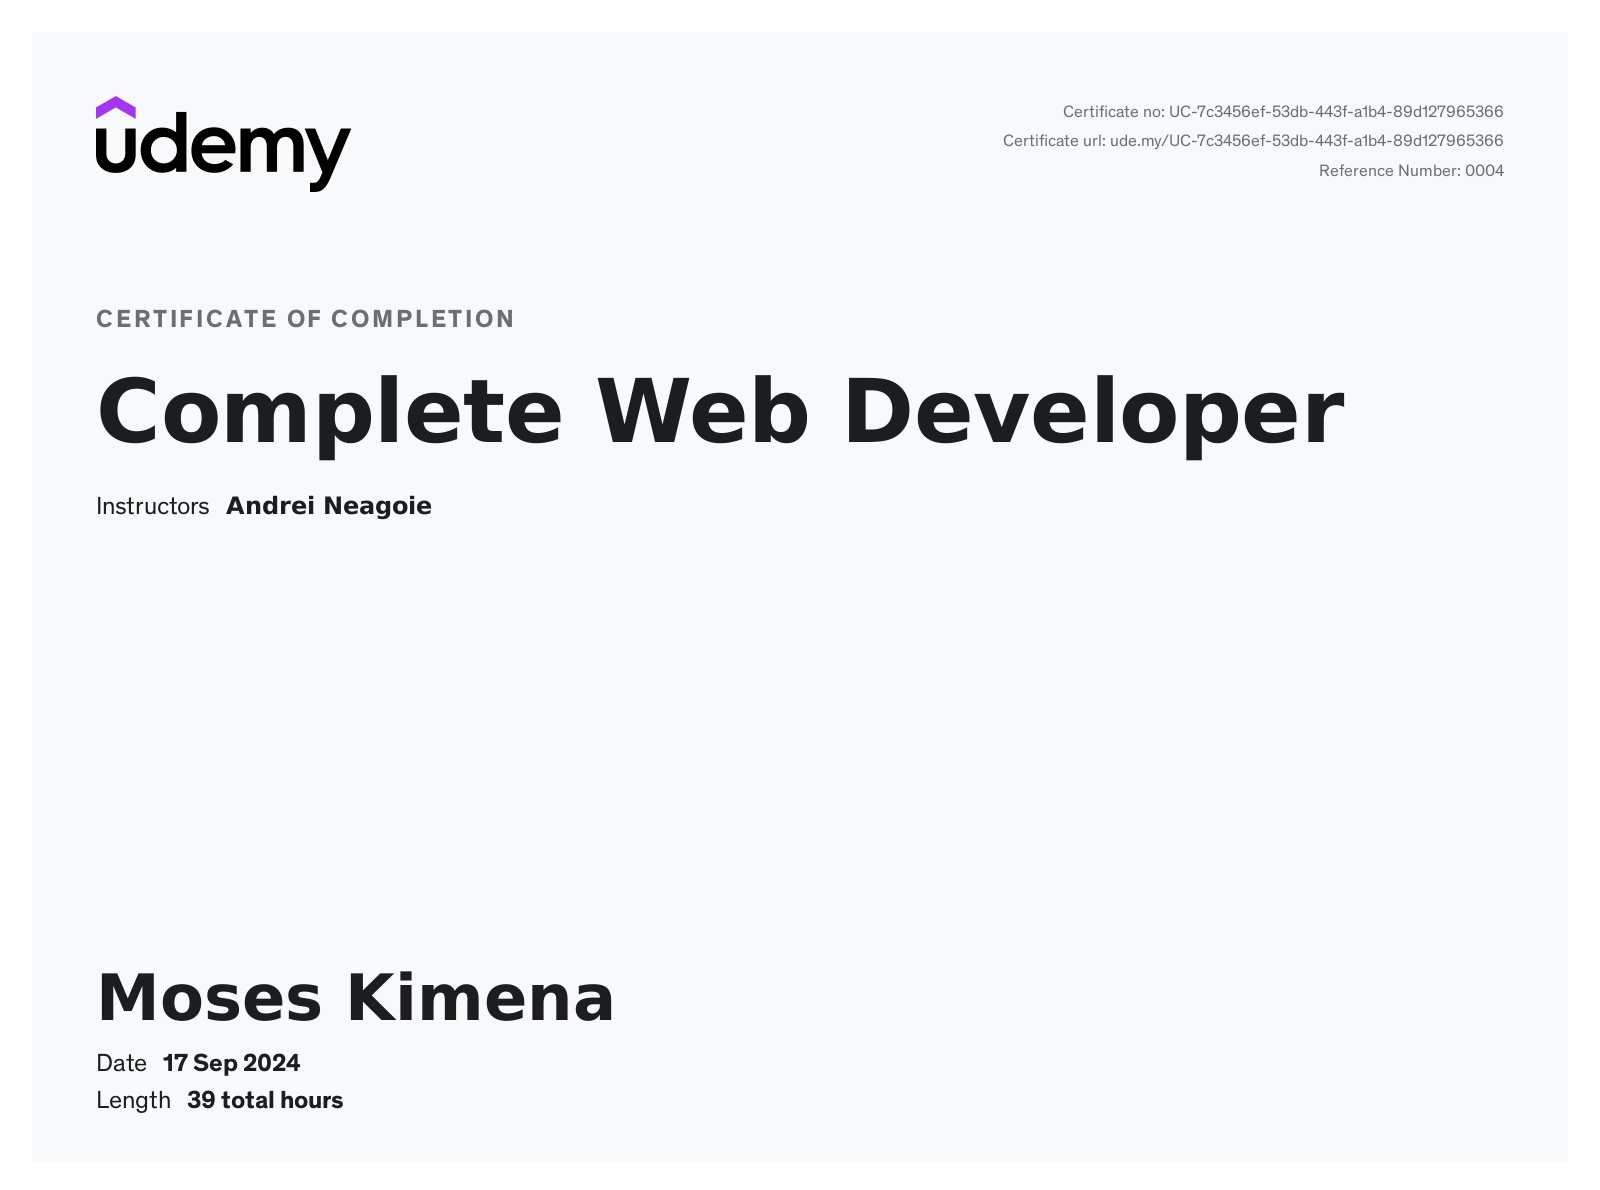 udemy
Certificate no: UC-7c3456ef-53db-443f-a1b4-89d127965366
Certificate url: ude.my/UC-7c3456ef-53db-443f-a1b4-89d127965366
Reference Number: 0004
CERTIFICATE OF COMPLETION
Complete Web Developer
Instructors Andrei Neagoie
Moses Kimena
Date 17 Sep 2024
Length 39 total hours